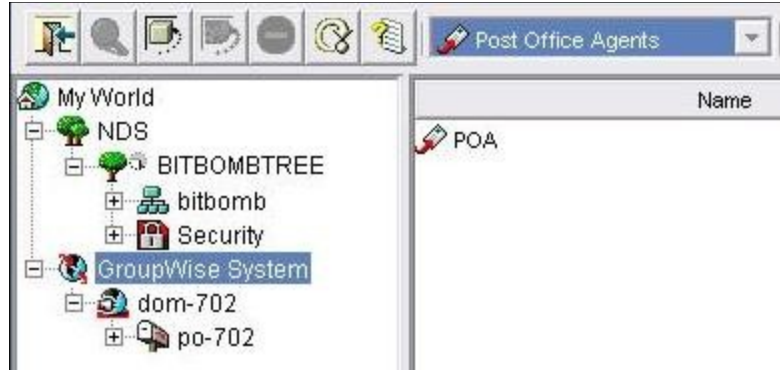 Post Office Agents
My World
NDS
BITBOMBTREE
bitbomb
Security
GroupWise System
dom-702
po-702
Name
POA